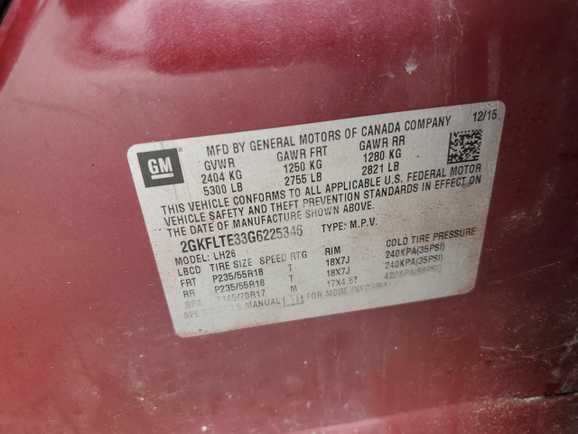 12/15
MFD BY GENERAL MOTORS OF CANADA COMPANY
GM
GVWR GAWR FRT GAWR RR
2404 KG 1250 KG 1280 KG
5300 LB 2755 LB 2821 LB
THIS VEHICLE CONFORMS TO ALL APPLICABLE U.S. FEDERAL MOTOR
VEHICLE SAFETY AND THEFT PREVENTION STANDARDS IN EFFECT ON
THE DATE OF MANUFACTURE SHOWN ABOVE.
2GKFLTE33G6225346 TYPE: M.P.V.
MODEL: LH26
LBCD TIRE SIZE SPEED RTG RIM COLD TIRE PRESSURE
FRT P235/55R18 T 18X7J 240KPA(35PSI)
RR P235/55R18 T 18X7J 240KPA(35PSI)
M
MANUAL FOR MORE